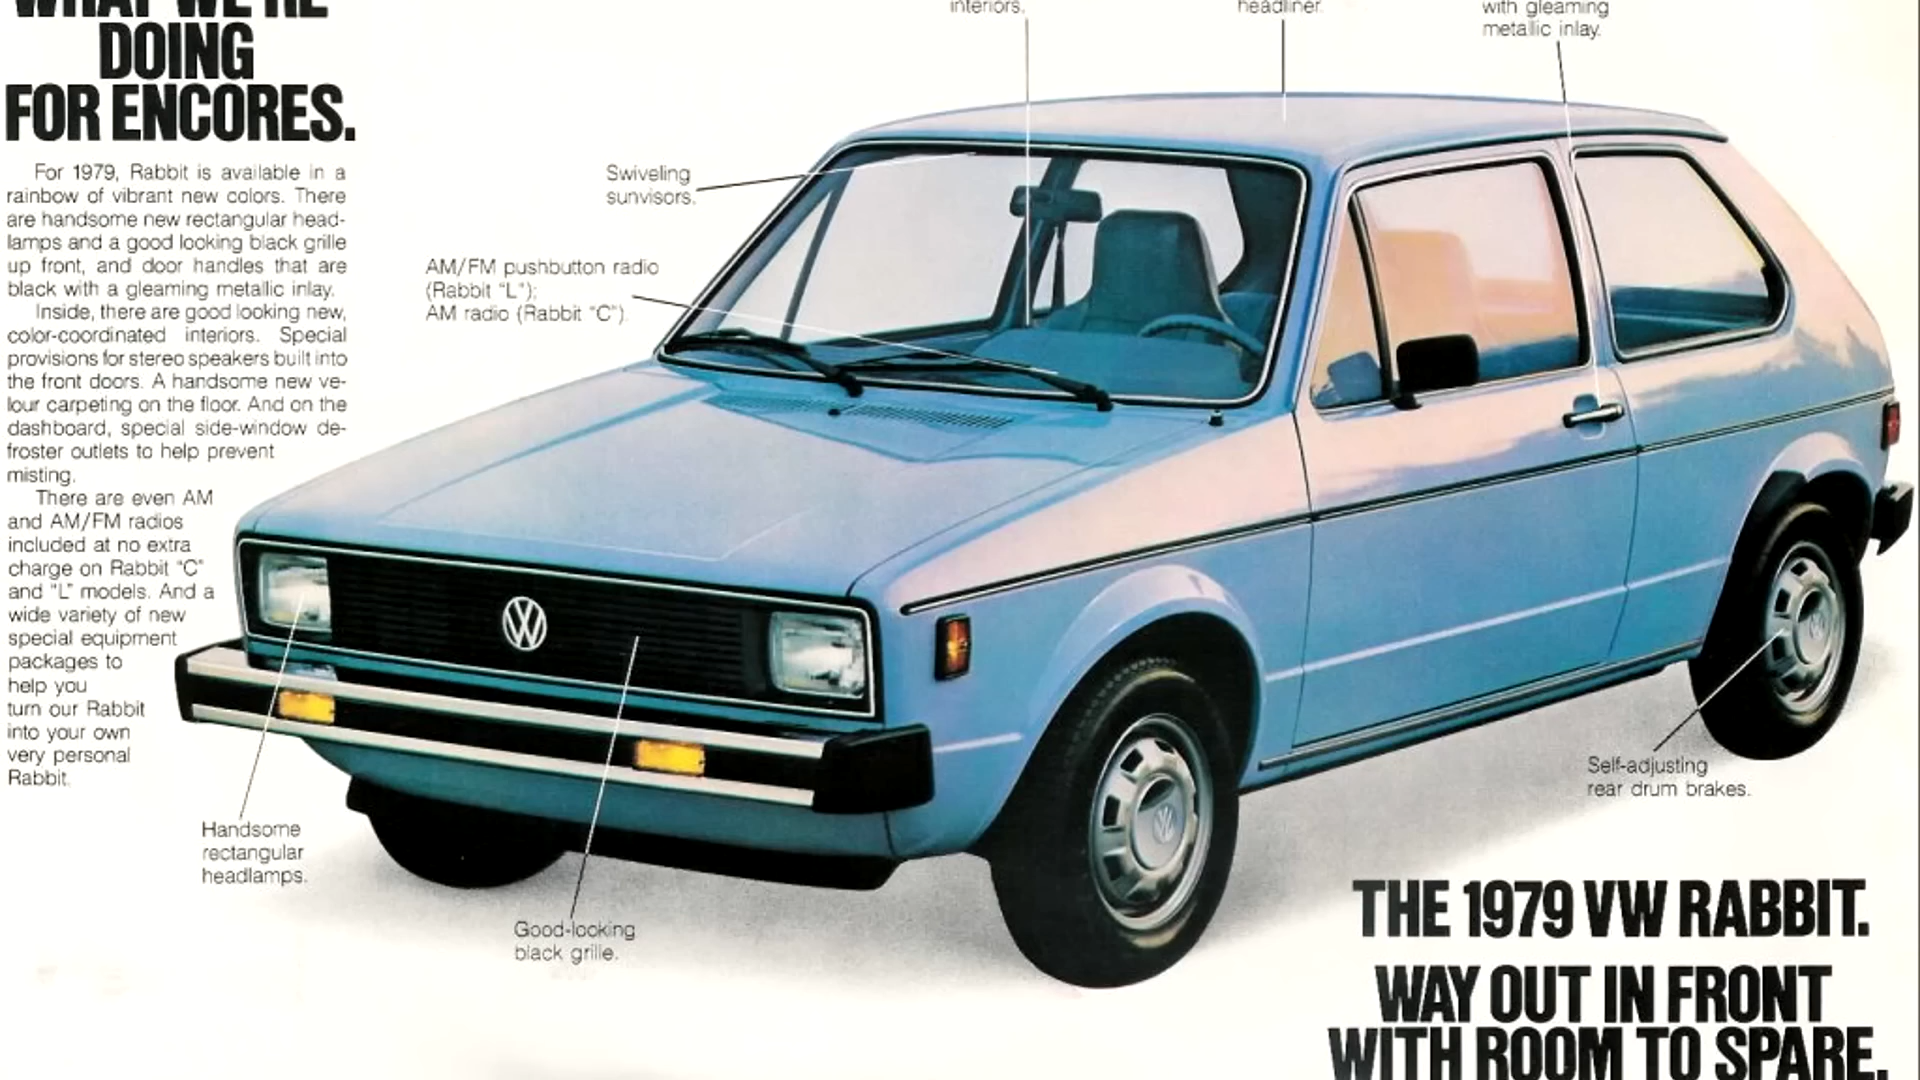 WHAT WE'RE
DOING
FOR ENCORES.
For 1979, Rabbit is available in a
rainbow of vibrant new colors. There
are handsome new rectangular head-
lamps and a good looking black grille
up front, and door handles that are
black with a gleaming metallic inlay.
Inside, there are good looking new,
color-coordinated interiors. Special
provisions for stereo speakers built into
the front doors. A handsome new ve-
lour carpeting on the floor. And on the
dashboard, special side-window de-
froster outlets to help prevent
misting.
There are even AM
and AM/FM radios
included at no extra
charge on Rabbit "C"
and "L" models. And a
wide variety of new
special equipment
packages to
help you
turn our Rabbit
into your own
very personal
Rabbit.
interiors.
headliner.
with gleaming
metallic inlay.
Swiveling
sunvisors.
AM/FM pushbutton radio
(Rabbit "L");
AM radio (Rabbit "C").
Self-adjusting
rear drum brakes.
Handsome
rectangular
headlamps.
Good-looking
black grille.
THE 1979 VW RABBIT.
WAY OUT IN FRONT
WITH ROOM TO SPARE.